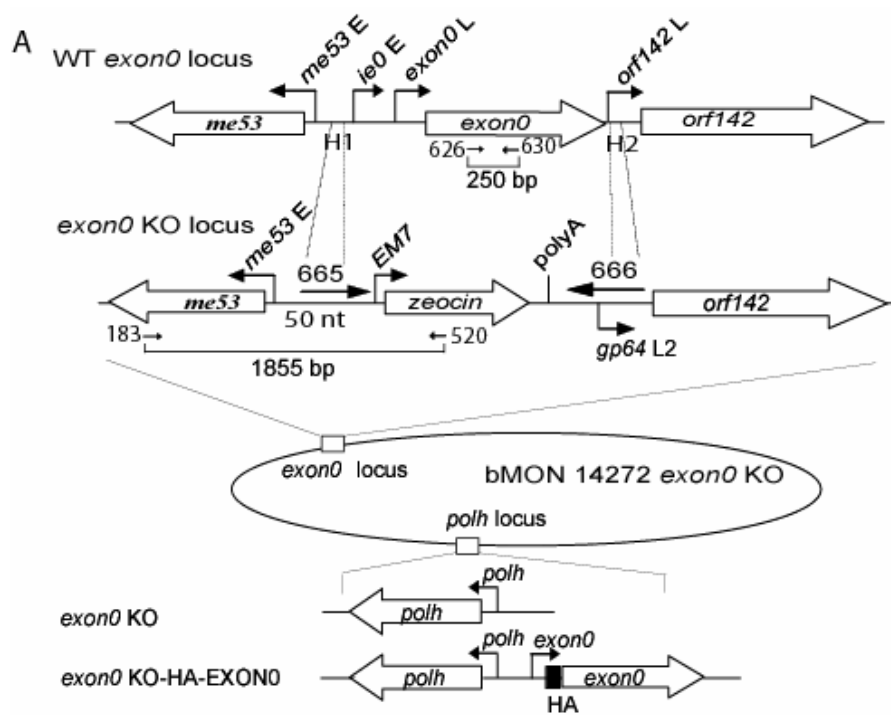 A
WT exon0 locus
me53 E
ie0 E
exon0 L
orf142 L
me53
H1
exon0
H2
orf142
626
630
250 bp
exon0 KO locus
me53 E
665
EM7
polyA
666
me53
50 nt
zeocin
orf142
183
520
gp64 L2
1855 bp
exon0 locus
bMON 14272 exon0 KO
polh locus
exon0 KO
polh
polh
exon0 KO-HA-EXON0
polh
exon0
polh
exon0
HA